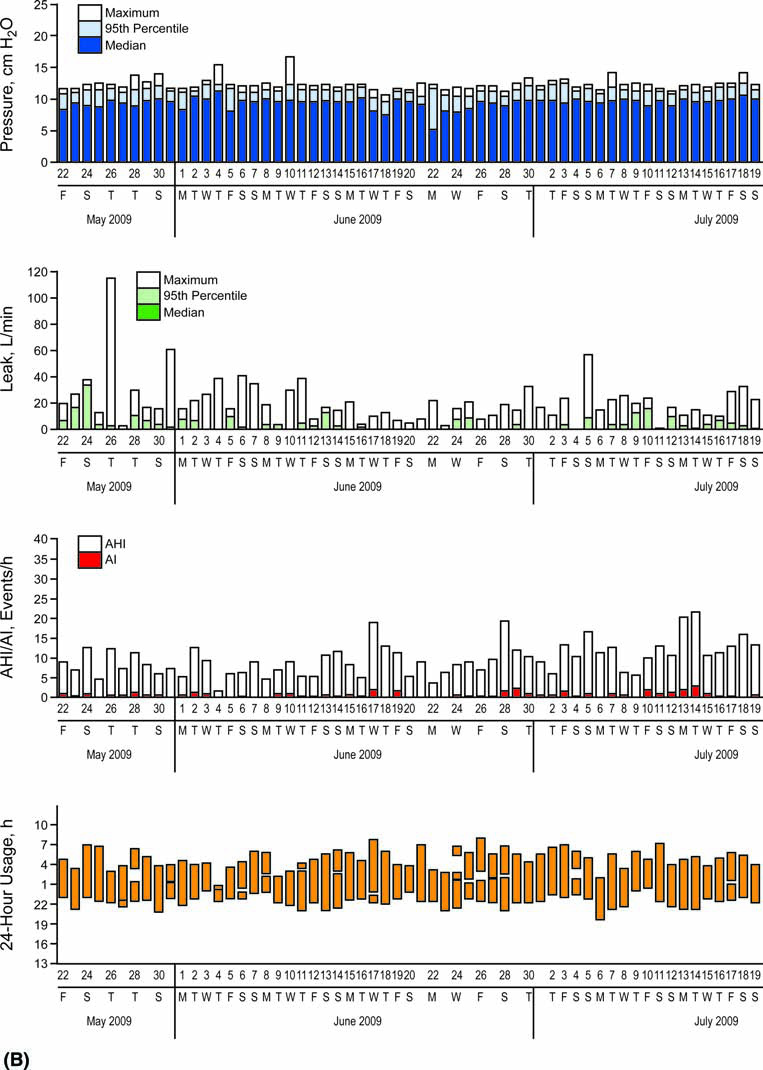 25
Maximum
95th Percentile
Median
20
15
10
5
0
Pressure, cm H2O
22 24 26 28 30 1 2 3 4 5 6 7 8 9 10 11 12 13 14 15 16 17 18 19 20 22 24 26 28 30 2 3 4 5 6 7 8 9 10 11 12 13 14 15 16 17 18 19
F S T T S M T W T F S S M T W T F S S M T W T F S M W F S T T F S S M T W T F S S M T W T F S S
May 2009 June 2009 July 2009
120
Maximum
95th Percentile
Median
100
80
60
40
20
0
Leak, L/min
22 24 26 28 30 1 2 3 4 5 6 7 8 9 10 11 12 13 14 15 16 17 18 19 20 22 24 26 28 30 2 3 4 5 6 7 8 9 10 11 12 13 14 15 16 17 18 19
F S T T S M T W T F S S M T W T F S S M T W T F S M W F S T T F S S M T W T F S S M T W T F S S
May 2009 June 2009 July 2009
40
AHI
AI
35
30
25
20
15
10
5
0
AHI/AI, Events/h
22 24 26 28 30 1 2 3 4 5 6 7 8 9 10 11 12 13 14 15 16 17 18 19 20 22 24 26 28 30 2 3 4 5 6 7 8 9 10 11 12 13 14 15 16 17 18 19
F S T T S M T W T F S S M T W T F S S M T W T F S M W F S T T F S S M T W T F S S M T W T F S S
May 2009 June 2009 July 2009
10
7
4
1
22
19
16
13
24-Hour Usage, h
22 24 26 28 30 1 2 3 4 5 6 7 8 9 10 11 12 13 14 15 16 17 18 19 20 22 24 26 28 30 2 3 4 5 6 7 8 9 10 11 12 13 14 15 16 17 18 19
F S T T S M T W T F S S M T W T F S S M T W T F S M W F S T T F S S M T W T F S S M T W T F S S
May 2009 June 2009 July 2009
(B)